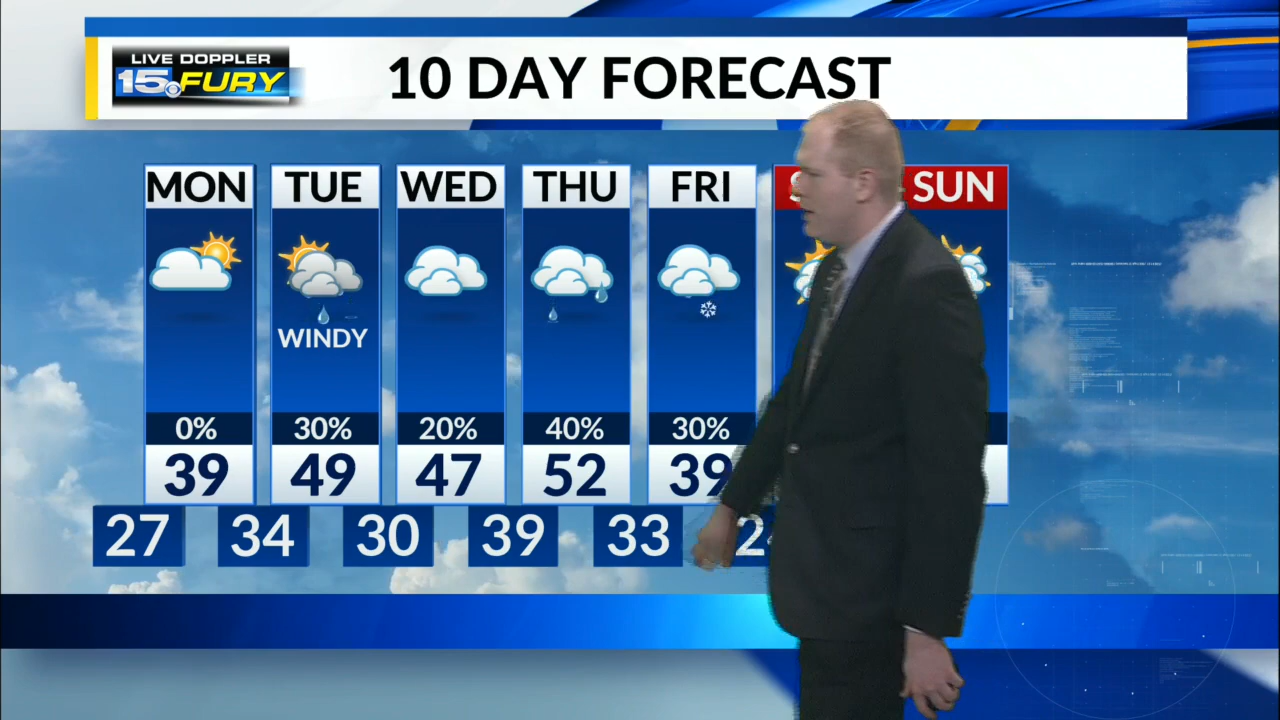 LIVE DOPPLER
15 FURY
10 DAY FORECAST
MON TUE WED THU FRI SUN
WINDY
0% 30% 20% 40% 30%
39 49 47 52 39
27 34 30 39 33